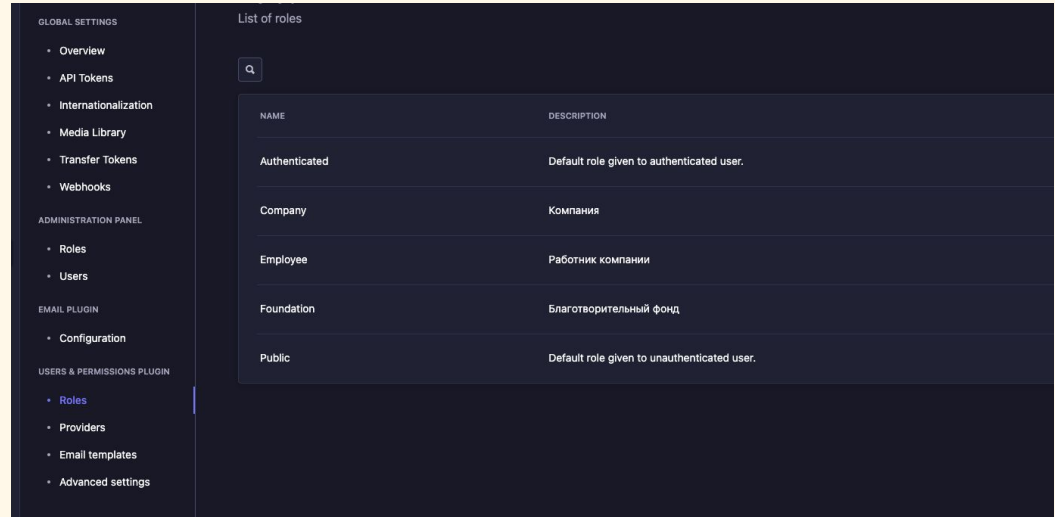 List of roles
GLOBAL SETTINGS
Overview
API Tokens
Internationalization
Media Library
Transfer Tokens
Webhooks
ADMINISTRATION PANEL
Roles
Users
EMAIL PLUGIN
Configuration
USERS & PERMISSIONS PLUGIN
Roles
Providers
Email templates
Advanced settings
NAME DESCRIPTION
Authenticated Default role given to authenticated user.
Company Компания
Employee Работник компании
Foundation Благотворительный фонд
Public Default role given to unauthenticated user.